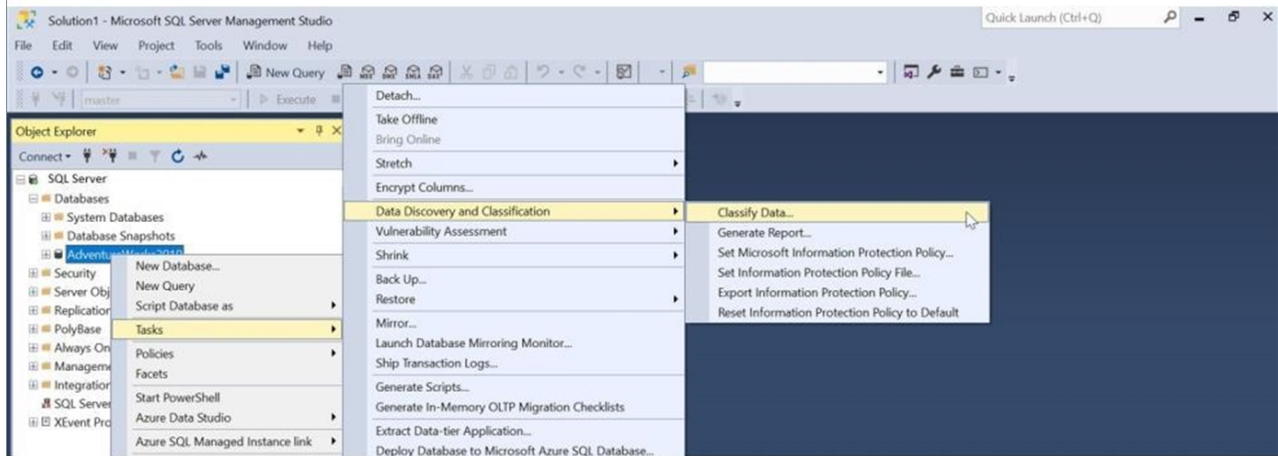 Solution1 - Microsoft SQL Server Management Studio
Quick Launch (Ctrl+Q)
File Edit View Project Tools Window Help
New Query
master
Execute
Object Explorer
Connect
SQL Server
Databases
System Databases
Database Snapshots
Security
Server Obj
Replication
PolyBase
Always On
Manageme
Integration
SQL Server
XEvent Pro
New Database...
New Query
Script Database as
Tasks
Policies
Facets
Start PowerShell
Azure Data Studio
Azure SQL Managed Instance link
Detach...
Take Offline
Bring Online
Stretch
Encrypt Columns...
Data Discovery and Classification
Vulnerability Assessment
Shrink
Back Up...
Restore
Mirror...
Launch Database Mirroring Monitor...
Ship Transaction Logs...
Generate Scripts...
Generate In-Memory OLTP Migration Checklists
Extract Data-tier Application...
Deploy Database to Microsoft Azure SQL Database...
Classify Data...
Generate Report...
Set Microsoft Information Protection Policy...
Set Information Protection Policy File...
Export Information Protection Policy...
Reset Information Protection Policy to Default